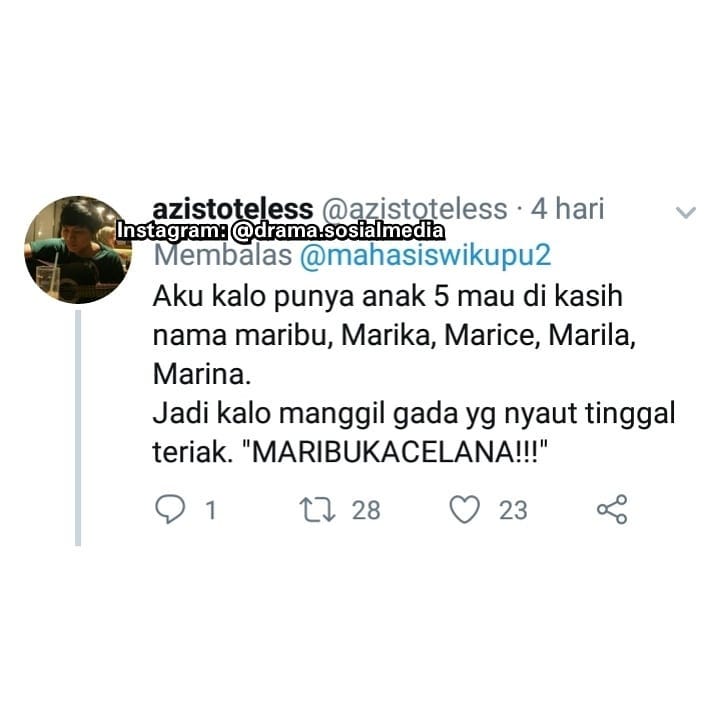 azistoteless @azistoteless · 4 hari
Instagram: @drama.sosialmedia
Membalas @mahasiswikupu2
Aku kalo punya anak 5 mau di kasih
nama maribu, Marika, Marice, Marila,
Marina.
Jadi kalo manggil gada yg nyaut tinggal
teriak. "MARIBUKACELANA!!!"
1 28 23